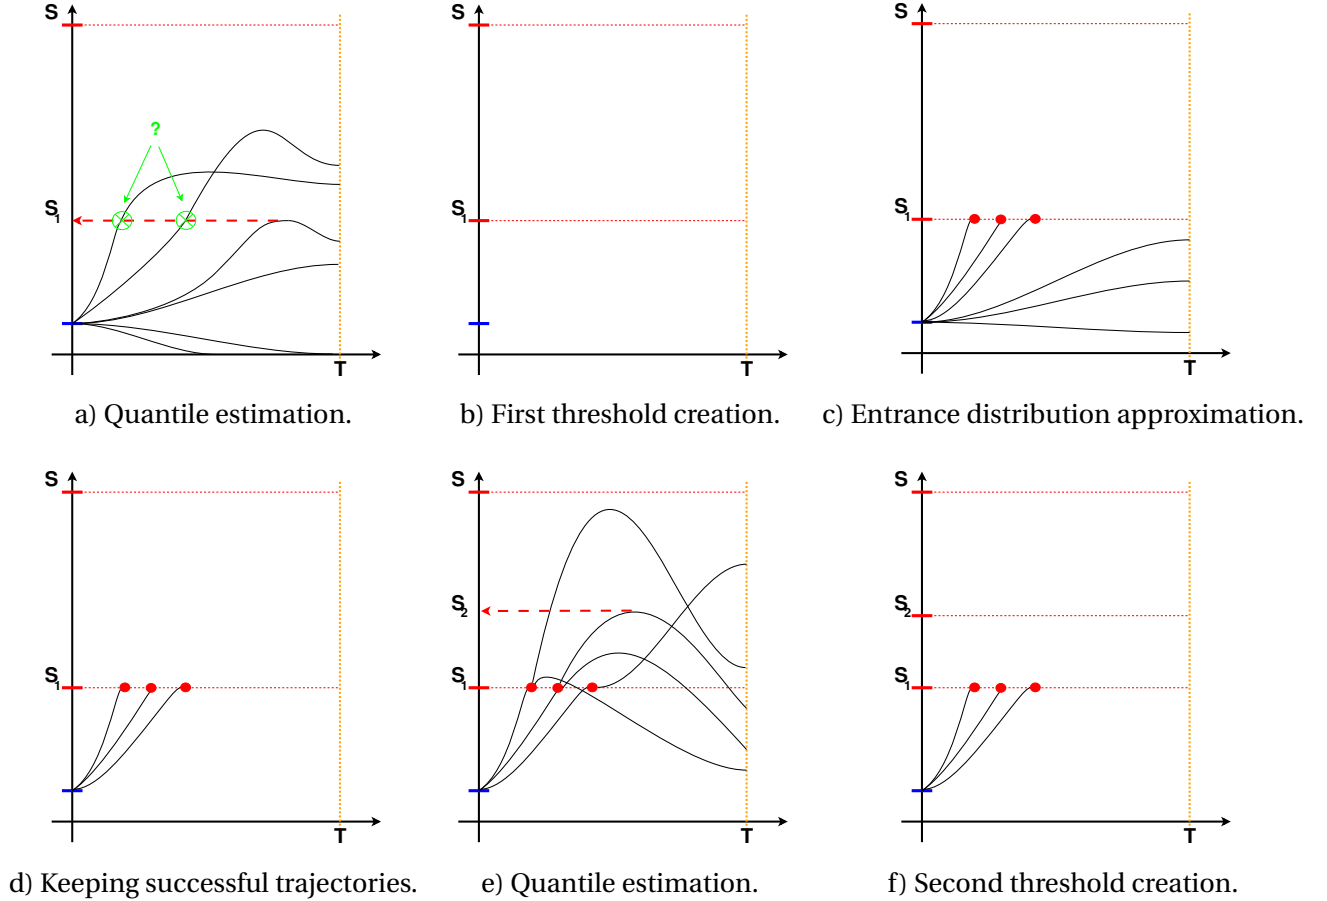 S
?
S1
T
a) Quantile estimation.
S
S1
T
b) First threshold creation.
S
S1
T
c) Entrance distribution approximation.
S
S1
T
d) Keeping successful trajectories.
S
S2
S1
T
e) Quantile estimation.
S
S2
S1
T
f) Second threshold creation.